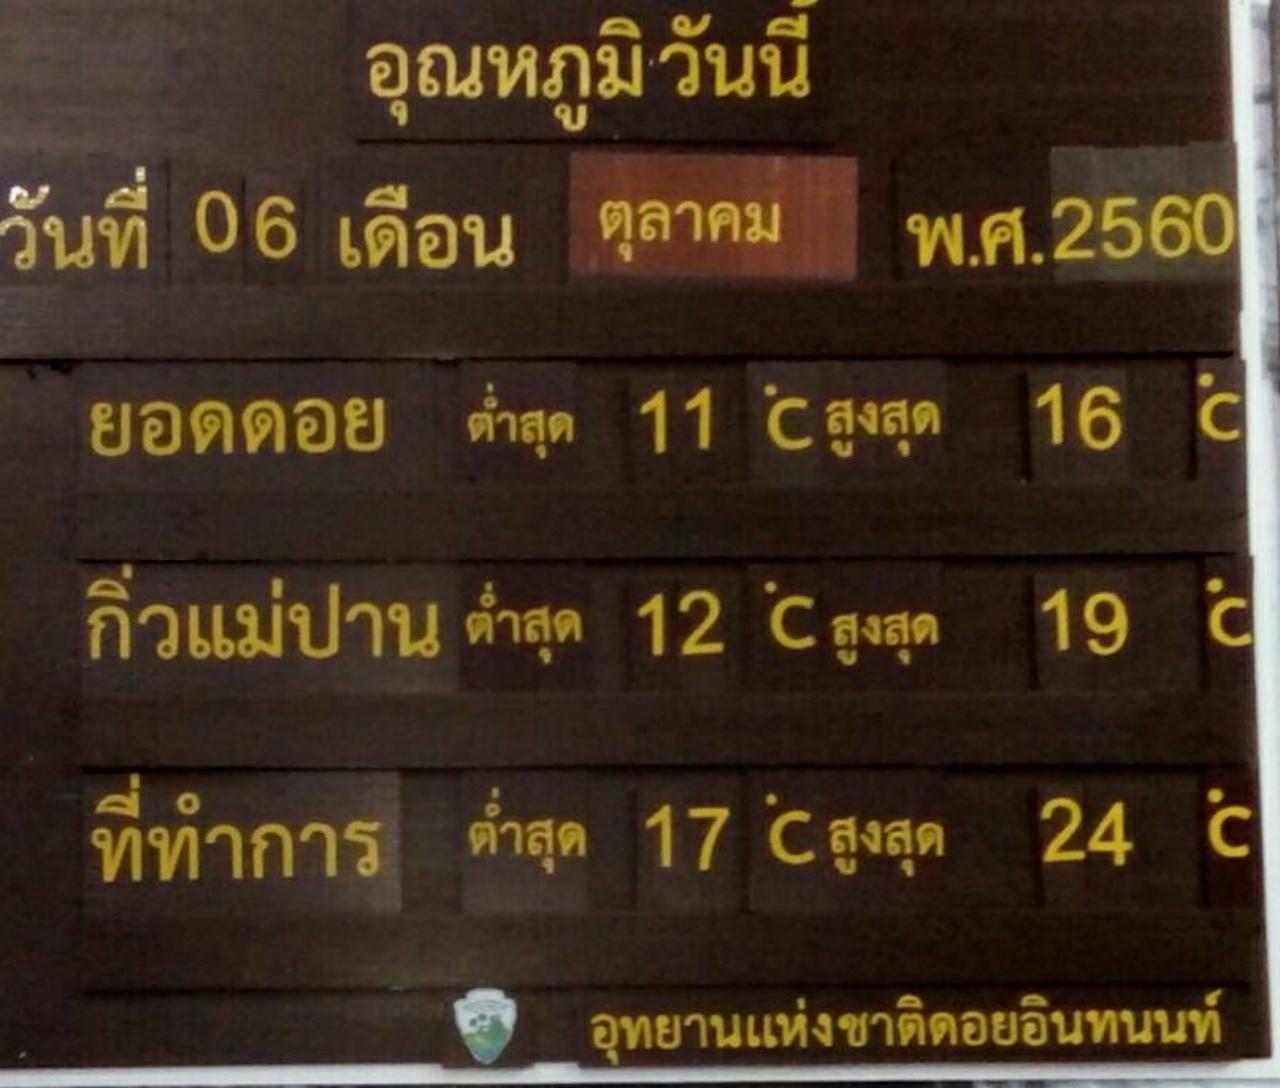 อุณหภูมิ วันนี้
วันที่ 06 เดือน ตุลาคม พ.ศ.2560
ยอดดอย ต่ำสุด 11 °C สูงสุด 16 °C
กิ่วแม่ปาน ต่ำสุด 12 °C สูงสุด 19 °C
ที่ทำการ ต่ำสุด 17 °C สูงสุด 24 °C
อุทยานแห่งชาติดอยอินทนนท์